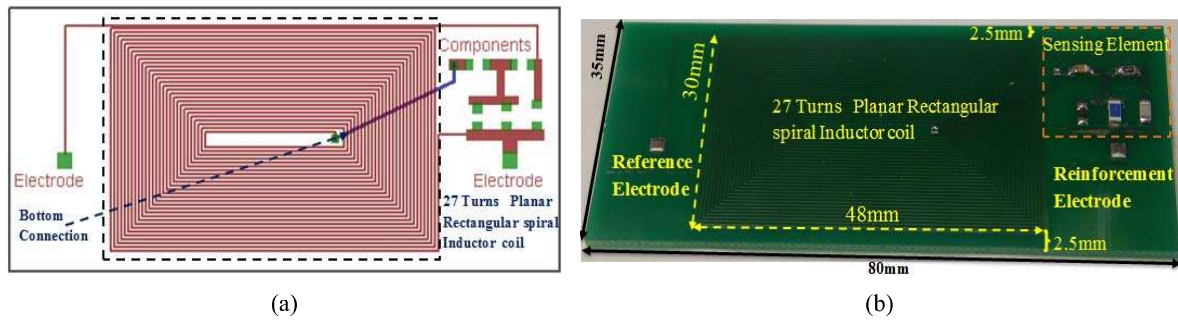 Components
Electrode
Electrode
Bottom
Connection
27 Turns Planar
Rectangular spiral
Inductor coil
(a)
35mm
2.5mm
Sensing Element
30mm
27 Turns Planar Rectangular
spiral Inductor coil
Reference
Electrode
Reinforcement
Electrode
48mm
2.5mm
80mm
(b)